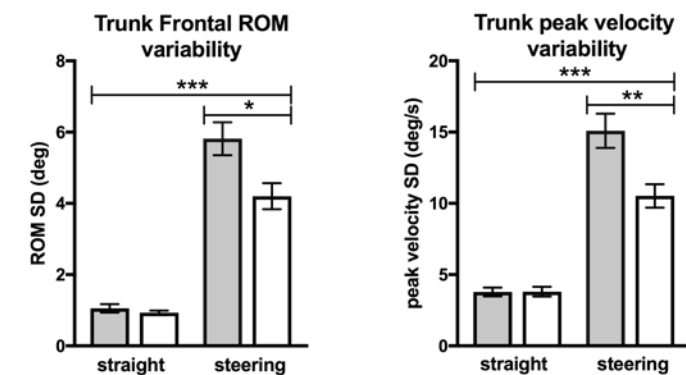 Trunk Frontal ROM
variability
8
6
4
2
0
ROM SD (deg)
***
*
straight
steering
Trunk peak velocity
variability
20
15
10
5
0
peak velocity SD (deg/s)
***
**
straight
steering